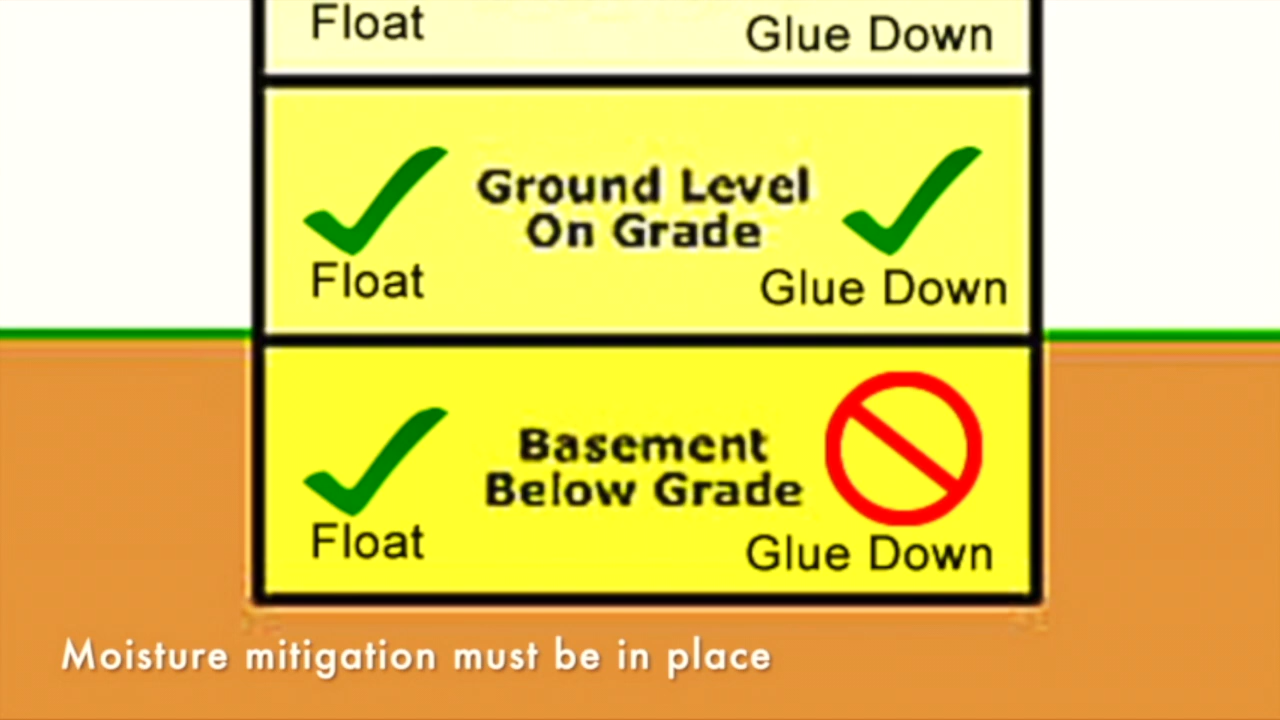 Float Glue Down
Ground Level
On Grade
Float Glue Down
Basement
Below Grade
Float Glue Down
Moisture mitigation must be in place